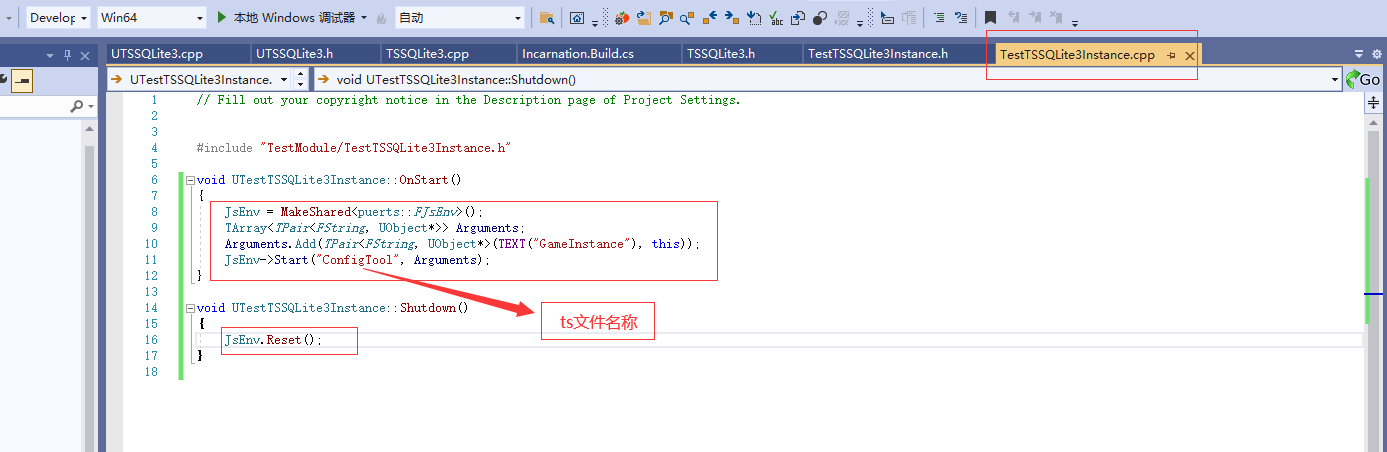 Develop Win64 本地 Windows 调试器 自动
UTSSQLite3.cpp UTSSQLite3.h TSSQLite3.cpp Incarnation.Build.cs TSSQLite3.h TestTSSQLite3Instance.h TestTSSQLite3Instance.cpp
UTestTSSQLite3Instance. void UTestTSSQLite3Instance::Shutdown() Go
1 // Fill out your copyright notice in the Description page of Project Settings.
2
3
4 #include "TestModule/TestTSSQLite3Instance.h"
5
6 void UTestTSSQLite3Instance::OnStart()
7 {
8 JsEnv = MakeShared<puerts::FJsEnv>();
9 TArray<TPair<FString, UObject*>> Arguments;
10 Arguments.Add(TPair<FString, UObject*>(TEXT("GameInstance"), this));
11 JsEnv->Start("ConfigTool", Arguments);
12 }
13
14 void UTestTSSQLite3Instance::Shutdown()
15 {
ts文件名称
16 JsEnv.Reset();
17 }
18